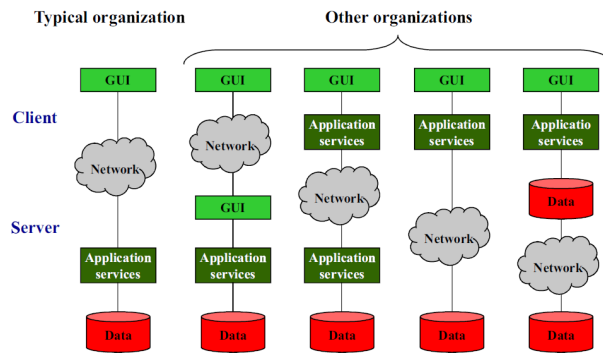 Typical organization
Other organizations
GUI
GUI
GUI
GUI
GUI
Client
Application
services
Application
services
Applicatio
services
Network
Network
Network
Data
GUI
Server
Network
Application
services
Application
services
Application
services
Network
Data
Data
Data
Data
Data